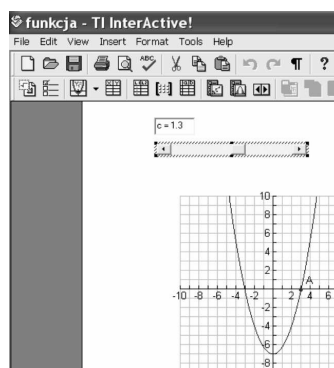 funkcja - TI InterActive!
File Edit View Insert Format Tools Help
ABC
¶ ?
c = 1.3
10
8
6
4
2
A
-10 -8 -6 -4 -2 2 4 6
-2
-4
-6
-8